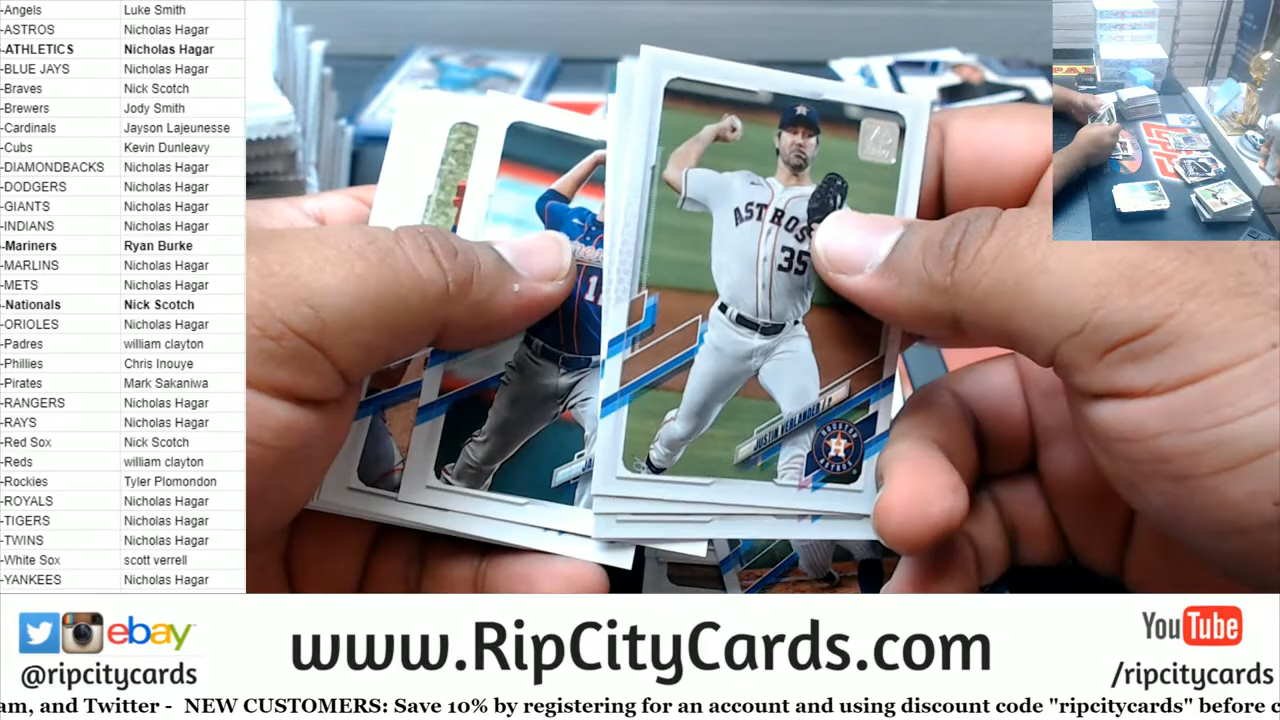 -Angels Luke Smith
-ASTROS Nicholas Hagar
-ATHLETICS Nicholas Hagar
-BLUE JAYS Nicholas Hagar
-Braves Nick Scotch
-Brewers Jody Smith
-Cardinals Jayson Lajeunesse
-Cubs Kevin Dunleavy
-DIAMONDBACKS Nicholas Hagar
-DODGERS Nicholas Hagar
-GIANTS Nicholas Hagar
-INDIANS Nicholas Hagar
-Mariners Ryan Burke
-MARLINS Nicholas Hagar
-METS Nicholas Hagar
-Nationals Nick Scotch
-ORIOLES Nicholas Hagar
-Padres william clayton
-Phillies Chris Inouye
-Pirates Mark Sakaniwa
-RANGERS Nicholas Hagar
-RAYS Nicholas Hagar
-Red Sox Nick Scotch
-Reds william clayton
-Rockies Tyler Plomondon
-ROYALS Nicholas Hagar
-TIGERS Nicholas Hagar
-TWINS Nicholas Hagar
-White Sox scott verrell
-YANKEES Nicholas Hagar
ASTROS
35
JUSTIN VERLANDER | P
HOUSTON
ASTROS
ebay
@ripcitycards
www.RipCityCards.com
YouTube
/ripcitycards
am, and Twitter - NEW CUSTOMERS: Save 10% by registering for an account and using discount code "ripcitycards" before c